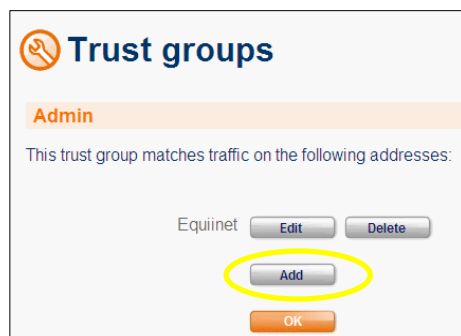 Trust groups
Admin
This trust group matches traffic on the following addresses:
Equiinet Edit Delete
Add
OK